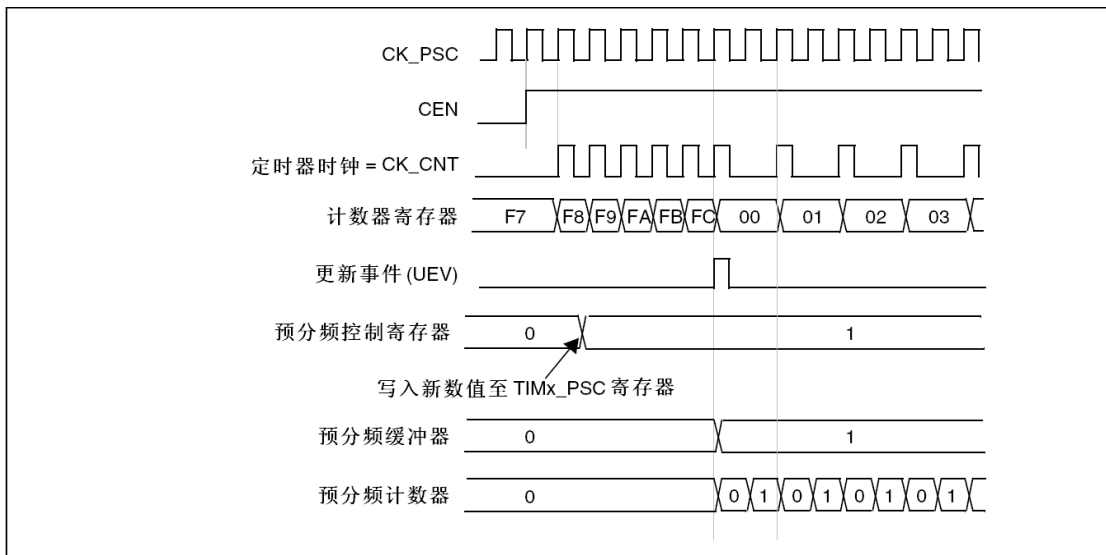 CK_PSC
CEN
定时器时钟 = CK_CNT
计数器寄存器 F7 F8 F9 FA FB FC 00 01 02 03
更新事件 (UEV)
预分频控制寄存器 0 1
写入新数值至 TIMx_PSC 寄存器
预分频缓冲器 0 1
预分频计数器 0 0 1 0 1 0 1 0 1